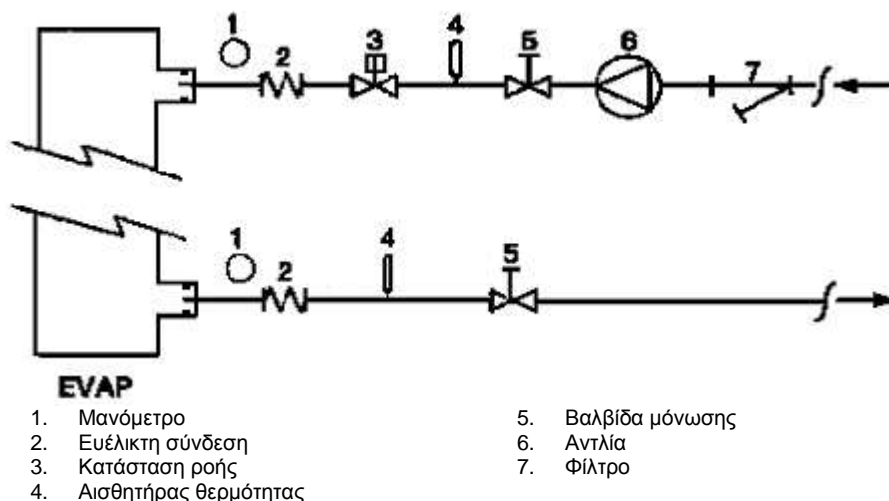 1 2 3 4 5 6 7
1 2 4 5
EVAP
1. Μανόμετρο
2. Ευέλικτη σύνδεση
3. Κατάσταση ροής
4. Αισθητήρας θερμότητας
5. Βαλβίδα μόνωσης
6. Αντλία
7. Φίλτρο